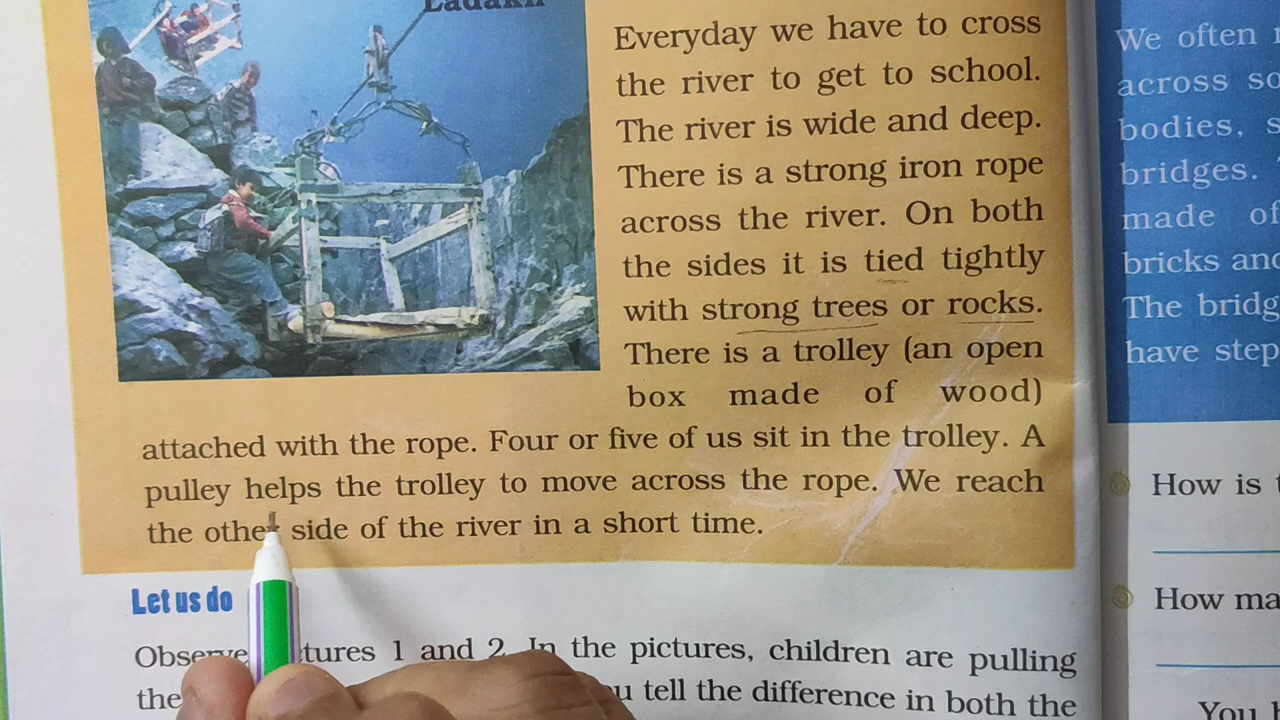 Ladakh
Everyday we have to cross
the river to get to school.
The river is wide and deep.
There is a strong iron rope
across the river. On both
the sides it is tied tightly
with strong trees or rocks.
There is a trolley (an open
box made of wood)
attached with the rope. Four or five of us sit in the trolley. A
pulley helps the trolley to move across the rope. We reach
the other side of the river in a short time.
Let us do
Observe 1 and 2. In the pictures, children are pulling
the tell the difference in both the
We often
across
bodies,
bridges.
made of
bricks and
The
have
How is
How
You